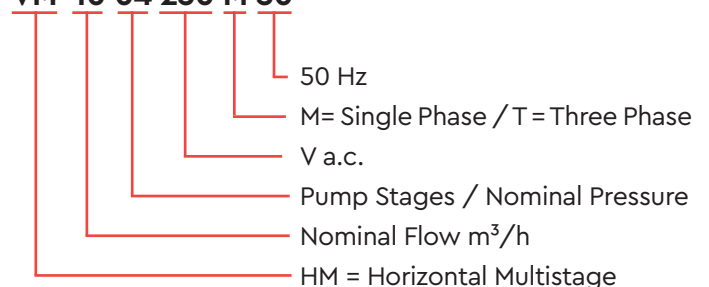 50 Hz
M= Single Phase / T = Three Phase
V a.c.
Pump Stages / Nominal Pressure
Nominal Flow m³/h
HM = Horizontal Multistage